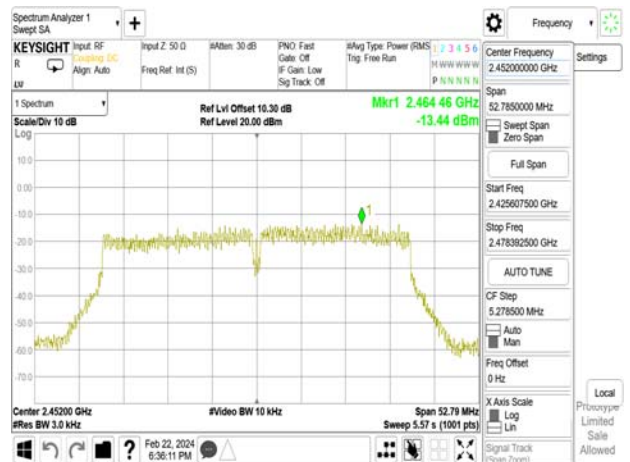 Spectrum Analyzer 1
Swept SA
Frequency
KEYSIGHT
R
Input: RF
Coupling: DC
Align: Auto
Input Z: 50 Ω
Freq Ref: Int (S)
#Atten: 30 dB
PNO: Fast
Gate: Off
IF Gain: Low
Sig Track: Off
#Avg Type: Power (RMS
Trig: Free Run
1 2 3 4 5 6
M W W W W W
P N N N N N
1 Spectrum
Scale/Div 10 dB
Ref Lvl Offset 10.30 dB
Ref Level 20.00 dBm
Mkr1 2.464 46 GHz
-13.44 dBm
Log
10.0
0.00
-10.0
-20.0
-30.0
-40.0
-50.0
-60.0
-70.0
1
Center 2.45200 GHz
#Res BW 3.0 kHz
#Video BW 10 kHz
Span 52.79 MHz
Sweep 5.57 s (1001 pts)
Feb 22, 2024
6:36:11 PM
Center Frequency
2.452000000 GHz
Settings
Span
52.7850000 MHz
Swept Span
Zero Span
Full Span
Start Freq
2.425607500 GHz
Stop Freq
2.478392500 GHz
AUTO TUNE
CF Step
5.278500 MHz
Auto
Man
Freq Offset
0 Hz
X Axis Scale
Log
Lin
Signal Track
(Span Zoom)
Local
Prototype
Limited
Sale
Allowed